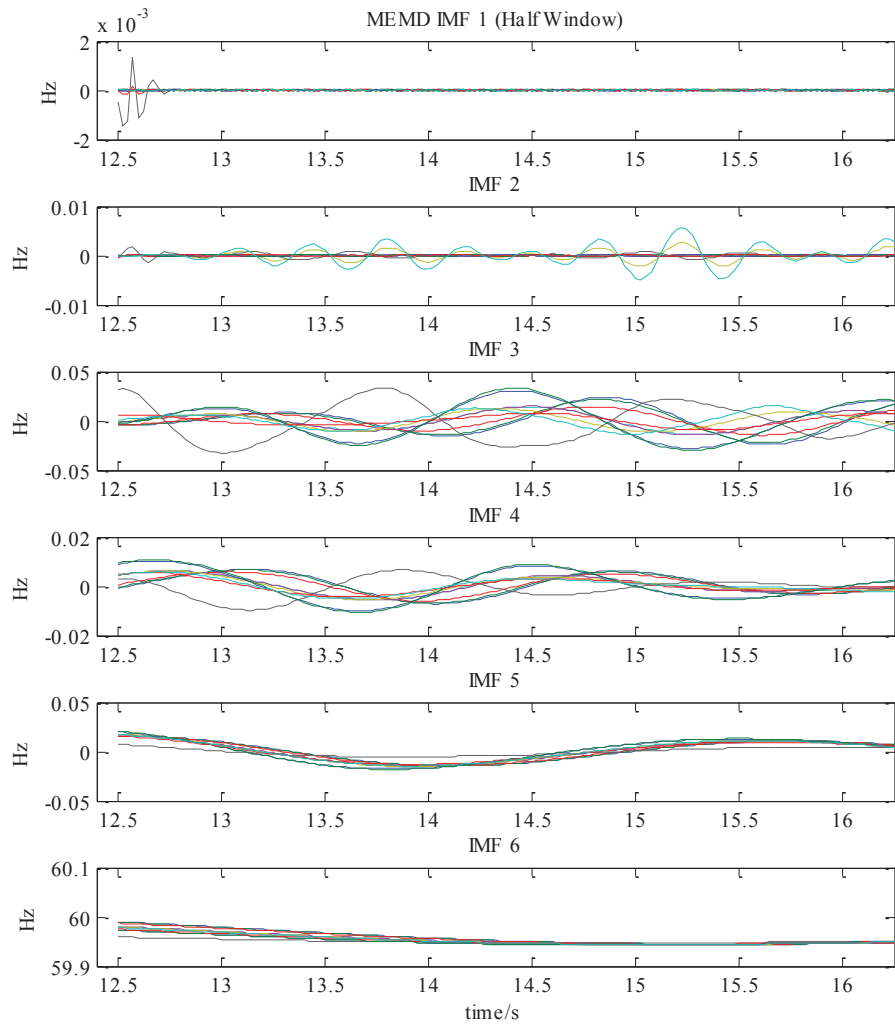 x 10^-3 MEMD IMF 1 (Half Window)
2
Hz
0
-2
12.5 13 13.5 14 14.5 15 15.5 16
IMF 2
0.01
Hz
0
-0.01
12.5 13 13.5 14 14.5 15 15.5 16
IMF 3
0.05
Hz
0
-0.05
12.5 13 13.5 14 14.5 15 15.5 16
IMF 4
0.02
Hz
0
-0.02
12.5 13 13.5 14 14.5 15 15.5 16
IMF 5
0.05
Hz
0
-0.05
12.5 13 13.5 14 14.5 15 15.5 16
IMF 6
60.1
Hz
60
59.9
12.5 13 13.5 14 14.5 15 15.5 16
time/s